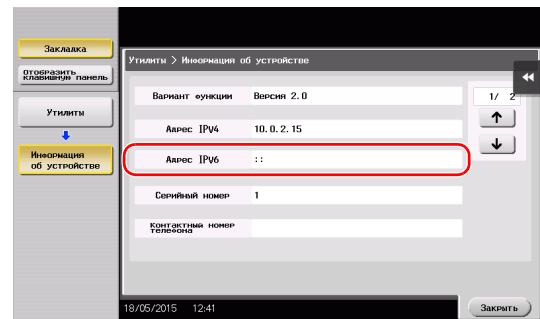 Закладка
Отобразить
клавишную панель
Утилиты
Информация
об устройстве
Утилиты > Информация об устройстве
Вариант функции Версия 2.0
Адрес IPv4 10.0.2.15
Адрес IPv6 ::
Серийный номер 1
Контактный номер
телефона
1/ 2
18/05/2015 12:41
Закрыть